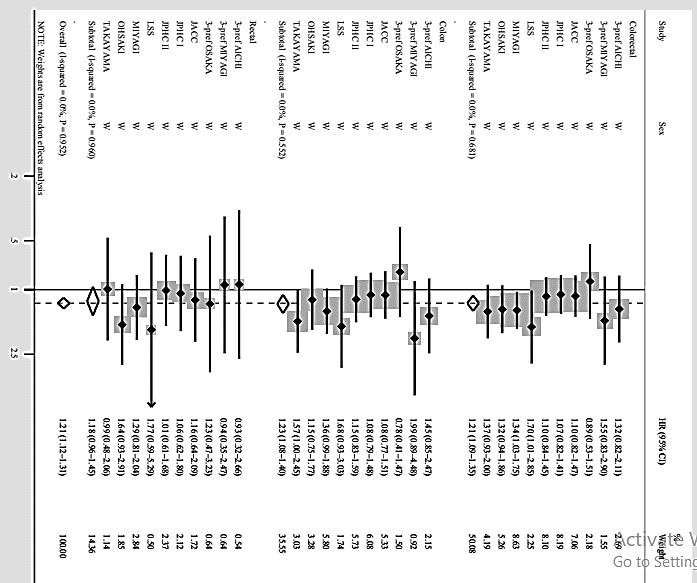 Study Sex HR (95% CI) % Weight
Colorectal
3-pref AICHI W 1.32 (0.82–2.11)
3-pref MIYAGI W 1.55 (0.83–2.90) 1.55
3-pref OSAKA W 0.89 (0.53–1.51) 2.18
JACC W 1.10 (0.82–1.47) 7.06
JPHC I W 1.07 (0.82–1.41) 8.19
JPHC II W 1.10 (0.84–1.45) 8.10
LSS W 1.70 (1.01–2.85) 2.25
MIYAGI W 1.34 (1.03–1.75) 8.63
OHSAKI W 1.32 (0.94–1.86) 5.26
TAKAYAMA W 1.37 (0.93–2.00) 4.19
Subtotal (I-squared = 0.0%, P = 0.681) 1.21 (1.09–1.35) 50.08
.
Colon
3-pref AICHI W 1.45 (0.85–2.47) 2.15
3-pref MIYAGI W 1.99 (0.89–4.48) 0.92
3-pref OSAKA W 0.78 (0.41–1.47) 1.50
JACC W 1.08 (0.77–1.51) 5.33
JPHC I W 1.08 (0.79–1.48) 6.08
JPHC II W 1.15 (0.83–1.59) 5.73
LSS W 1.68 (0.93–3.03) 1.74
MIYAGI W 1.36 (0.99–1.88) 5.80
OHSAKI W 1.15 (0.75–1.77) 3.28
TAKAYAMA W 1.57 (1.00–2.45) 3.03
Subtotal (I-squared = 0.0%, P = 0.552) 1.23 (1.08–1.40) 35.55
.
Rectal
3-pref AICHI W 0.93 (0.32–2.66) 0.54
3-pref MIYAGI W 0.94 (0.35–2.47) 0.64
3-pref OSAKA W 1.23 (0.47–3.23) 0.64
JACC W 1.16 (0.64–2.09) 1.72
JPHC I W 1.06 (0.62–1.80) 2.12
JPHC II W 1.01 (0.61–1.68) 2.37
LSS W 1.77 (0.59–5.29) 0.50
MIYAGI W 1.29 (0.81–2.04) 2.84
OHSAKI W 1.64 (0.93–2.91) 1.85
TAKAYAMA W 0.99 (0.48–2.06) 1.14
Subtotal (I-squared = 0.0%, P = 0.960) 1.18 (0.96–1.45) 14.36
.
Overall (I-squared = 0.0%, P = 0.952) 1.21 (1.12–1.31) 100.00
NOTE: Weights are from random effects analysis
.2 .5 1 2.5
Activate W
Go to Setting